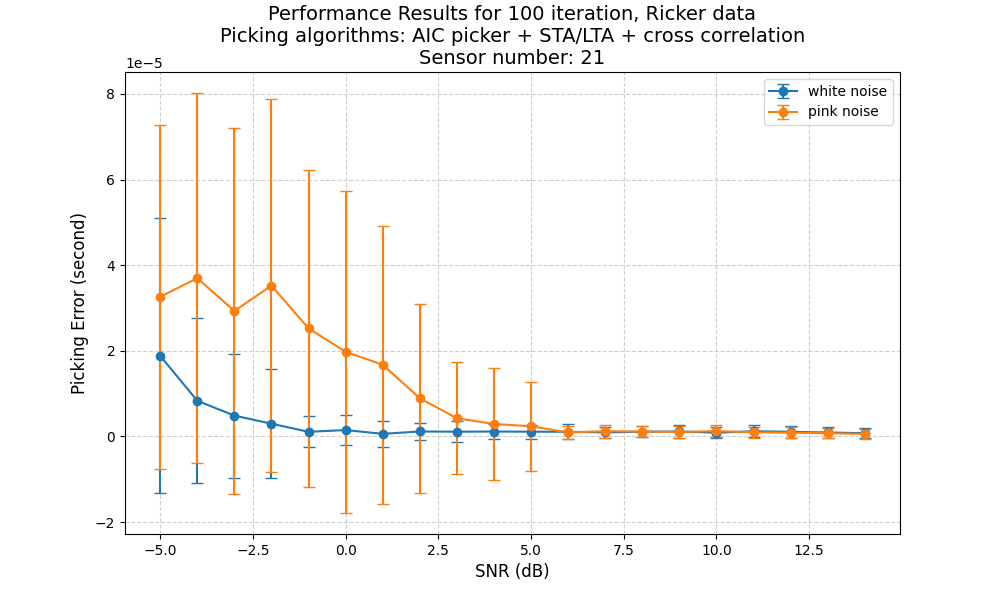 Performance Results for 100 iteration, Ricker data
Picking algorithms: AIC picker + STA/LTA + cross correlation
Sensor number: 21
1e−5
white noise
pink noise
8
6
4
2
0
−2
Picking Error (second)
−5.0 −2.5 0.0 2.5 5.0 7.5 10.0 12.5
SNR (dB)